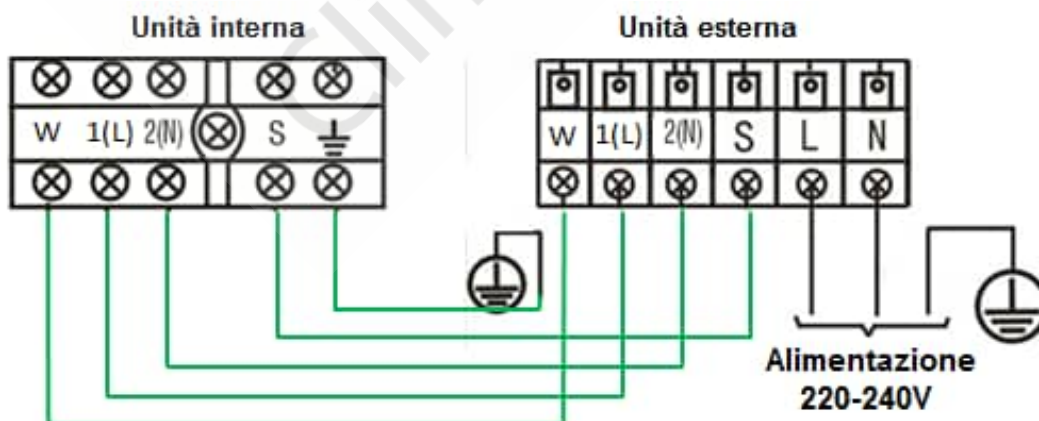 Unità interna
Unità esterna
W 1(L) 2(N) S
W 1(L) 2(N) S L N
Alimentazione
220-240V